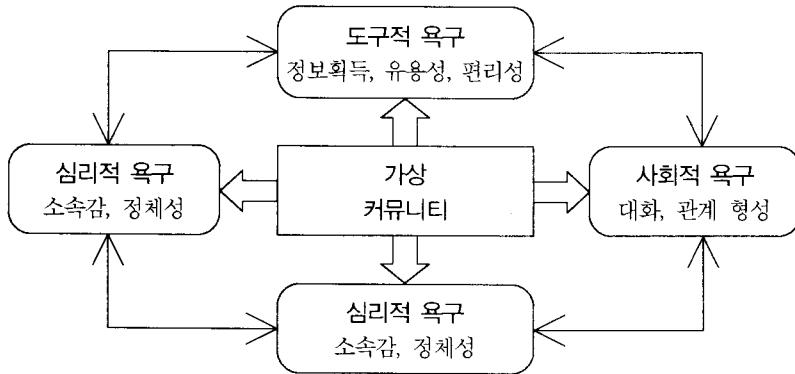 도구적 욕구
정보획득, 유용성, 편리성
심리적 욕구
소속감, 정체성
가상
커뮤니티
사회적 욕구
대화, 관계 형성
심리적 욕구
소속감, 정체성